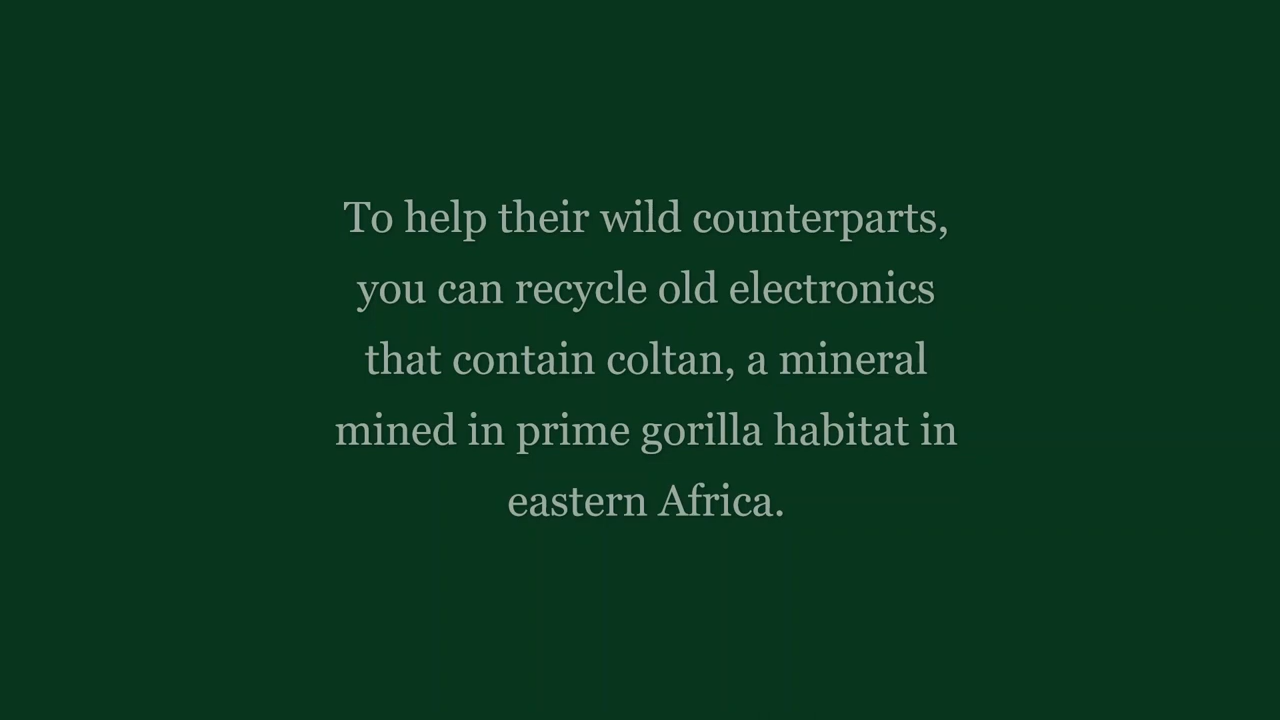 To help their wild counterparts,
you can recycle old electronics
that contain coltan, a mineral
mined in prime gorilla habitat in
eastern Africa.